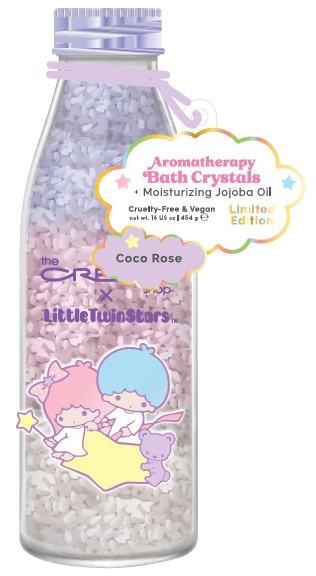 Aromatherapy
Bath Crystals
+ Moisturizing Jojoba Oil
Cruelty-Free & Vegan
net wt. 16 US oz | 454 g ℮
Limited
Edition
Coco Rose
the
shop
×
LittleTwinStars™